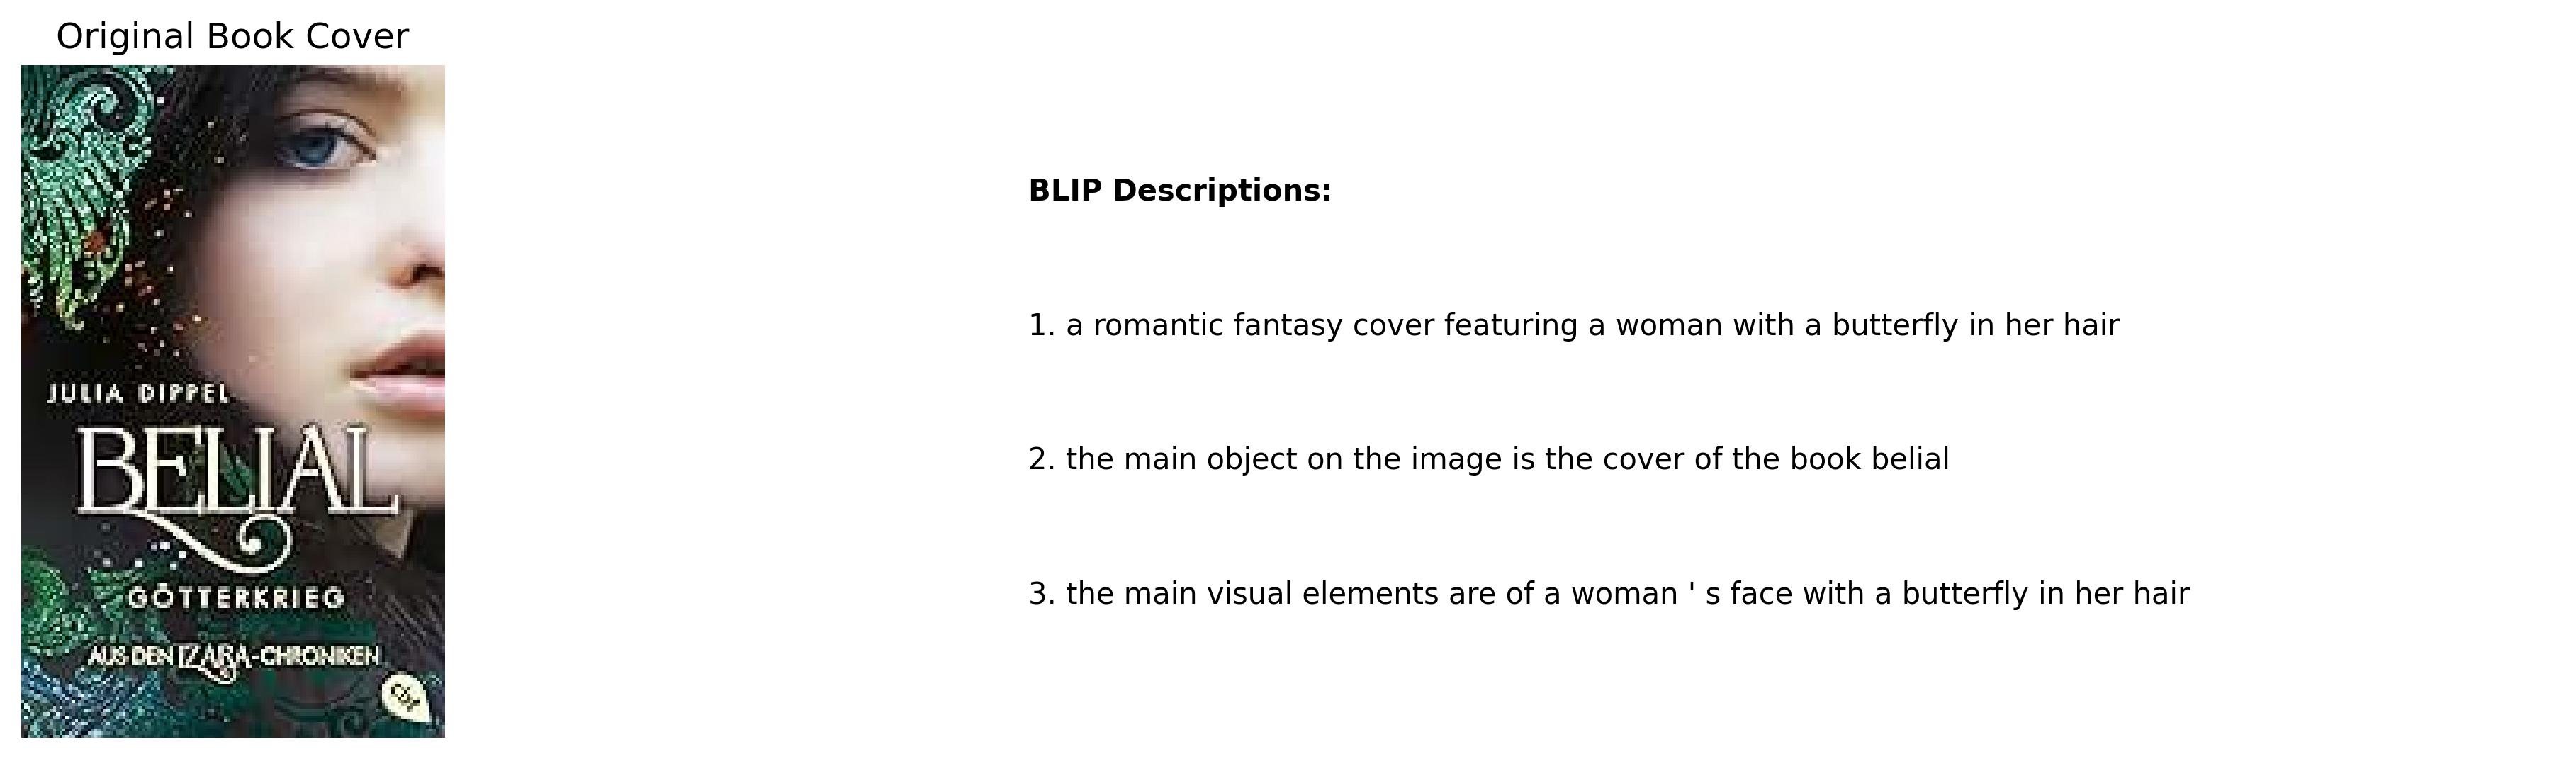 Original Book Cover
JULIA DIPPEL
BELIAL
GÖTTERKRIEG
AUS DEN IZARA-CHRONIKEN
cbt
BLIP Descriptions:
1. a romantic fantasy cover featuring a woman with a butterfly in her hair
2. the main object on the image is the cover of the book belial
3. the main visual elements are of a woman ' s face with a butterfly in her hair